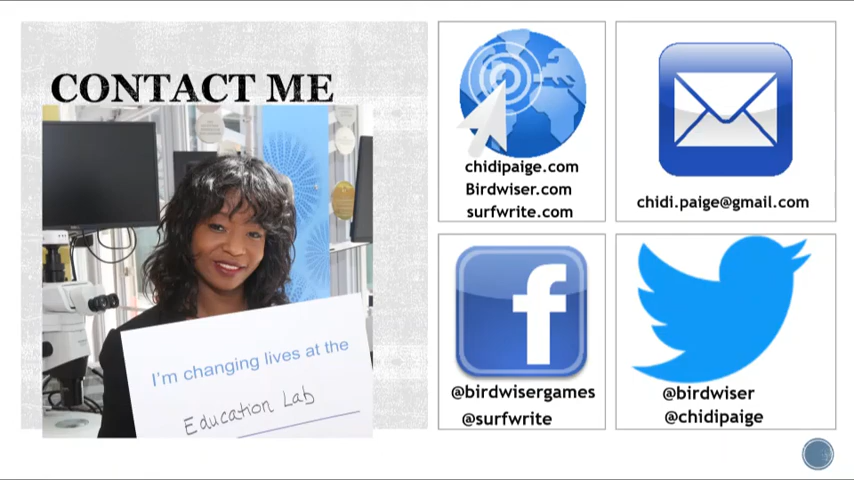 CONTACT ME
I'm changing lives at the
Education Lab
chidipaige.com
Birdwiser.com
surfwrite.com
chidi.paige@gmail.com
f
@birdwisergames
@surfwrite
@birdwiser
@chidipaige